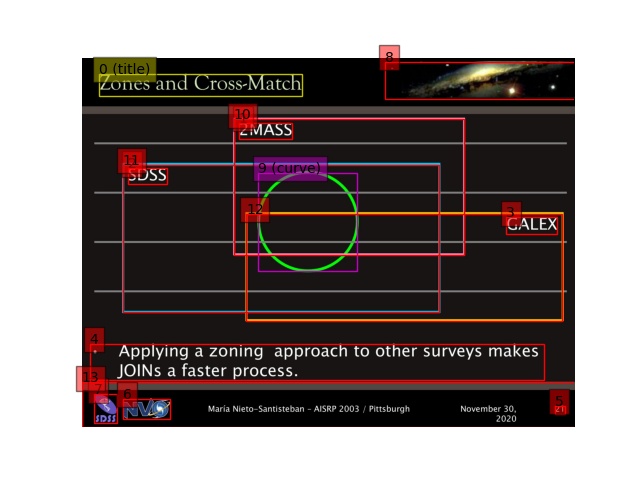 8
0 (title)
Zones and Cross-Match
10
2MASS
11
9 (curve)
SDSS
12
3
GALEX
4
Applying a zoning approach to other surveys makes
JOINs a faster process.
13
7
6
5
SDSS
NVO
María Nieto-Santisteban – AISRP 2003 / Pittsburgh
November 30,
2020
21